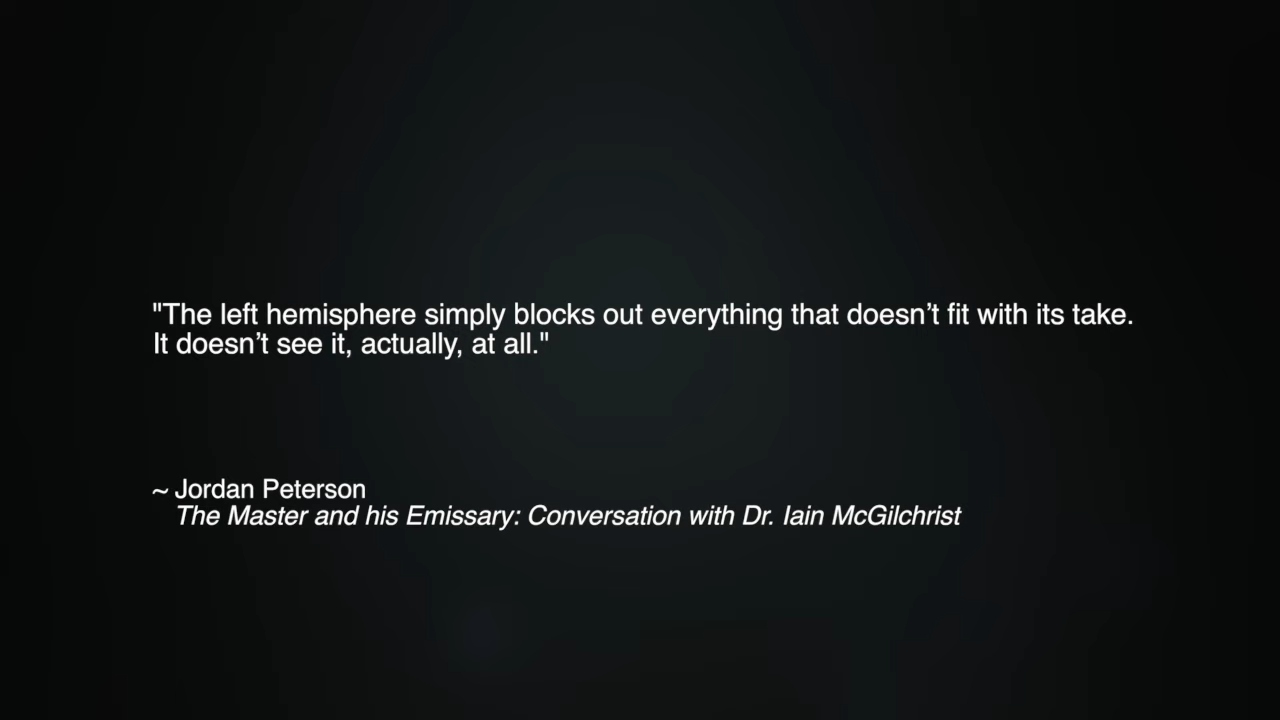 "The left hemisphere simply blocks out everything that doesn’t fit with its take.
It doesn’t see it, actually, at all."
~ Jordan Peterson
The Master and his Emissary: Conversation with Dr. Iain McGilchrist